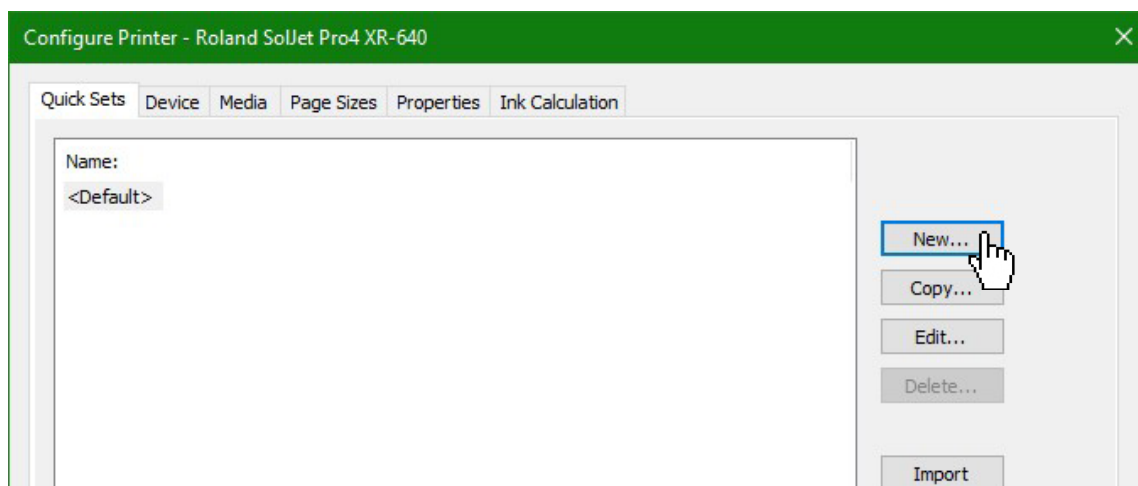 Configure Printer - Roland SolJet Pro4 XR-640
Quick Sets Device Media Page Sizes Properties Ink Calculation
Name:
<Default>
New...
Copy...
Edit...
Delete...
Import